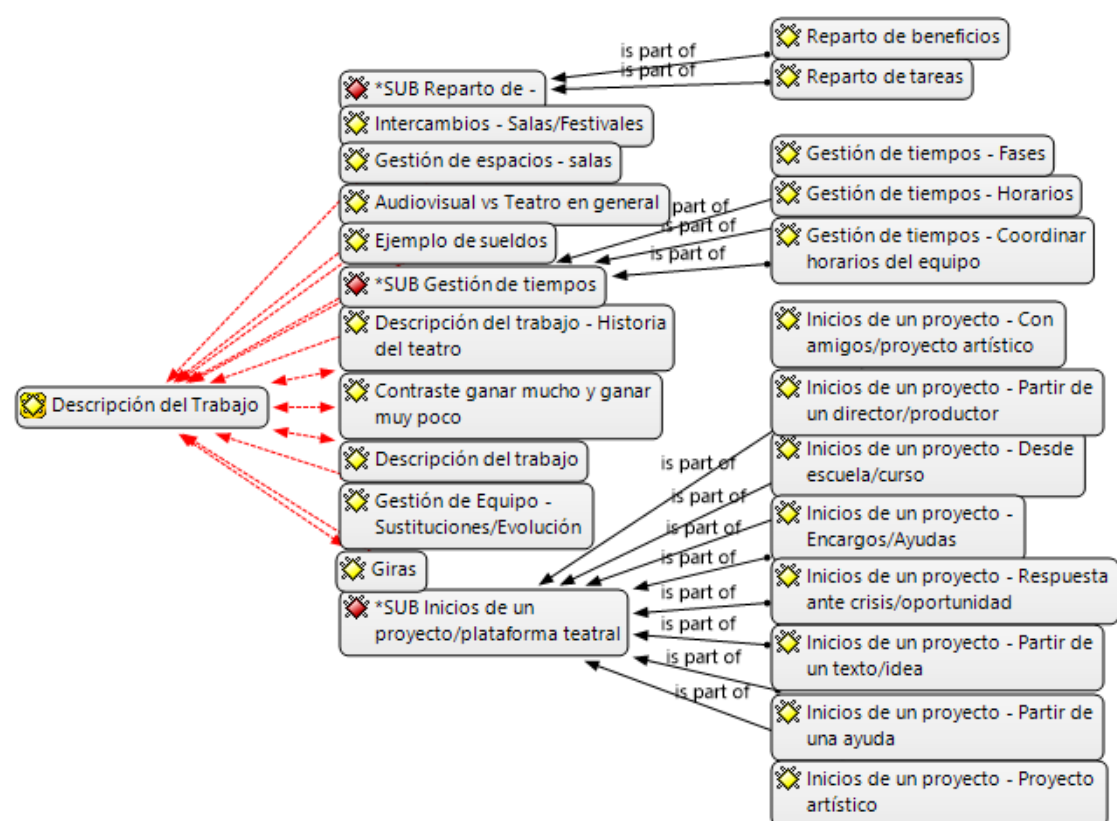 Descripción del Trabajo
*SUB Reparto de -
Intercambios - Salas/Festivales
Gestión de espacios - salas
Audiovisual vs Teatro en general
Ejemplo de sueldos
*SUB Gestión de tiempos
Descripción del trabajo - Historia
del teatro
Contraste ganar mucho y ganar
muy poco
Descripción del trabajo
Gestión de Equipo -
Sustituciones/Evolución
Giras
*SUB Inicios de un
proyecto/plataforma teatral
is part of
is part of
part of
is part of
is part of
is part of
is part of
is part of
is part of
is part of
is part of
is part of
is part of
Reparto de beneficios
Reparto de tareas
Gestión de tiempos - Fases
Gestión de tiempos - Horarios
Gestión de tiempos - Coordinar
horarios del equipo
Inicios de un proyecto - Con
amigos/proyecto artístico
Inicios de un proyecto - Partir de
un director/productor
Inicios de un proyecto - Desde
escuela/curso
Inicios de un proyecto -
Encargos/Ayudas
Inicios de un proyecto - Respuesta
ante crisis/oportunidad
Inicios de un proyecto - Partir de
un texto/idea
Inicios de un proyecto - Partir de
una ayuda
Inicios de un proyecto - Proyecto
artístico